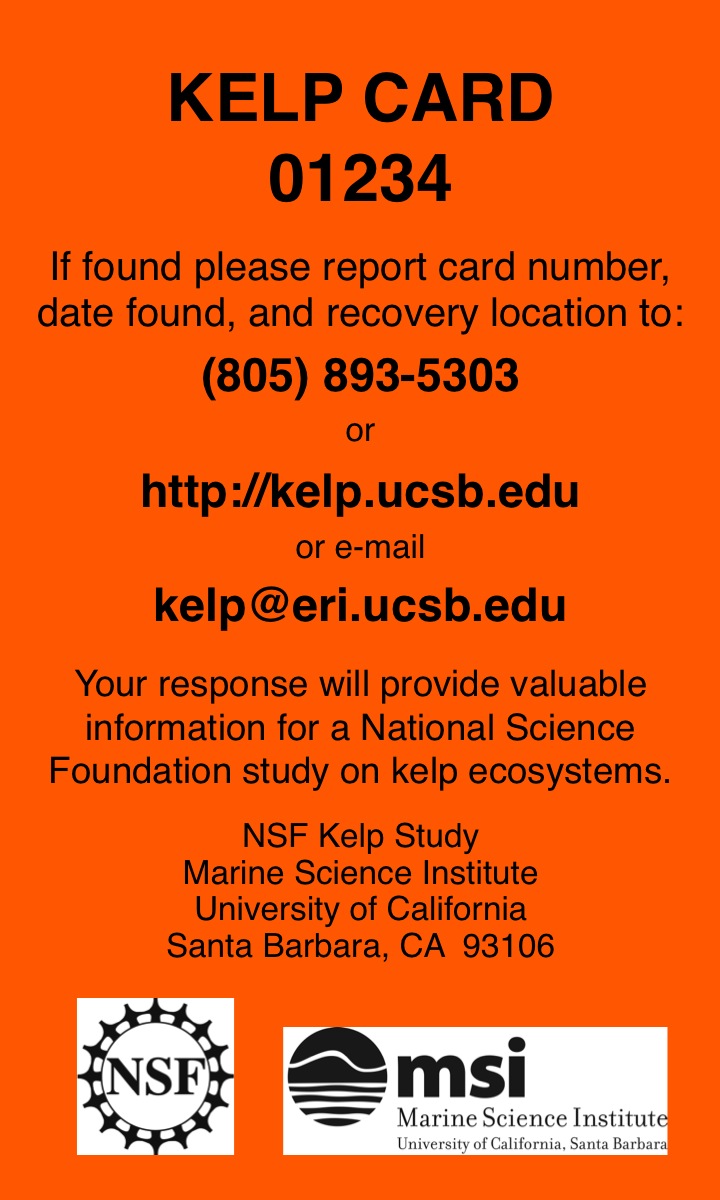 KELP CARD
01234
If found please report card number,
date found, and recovery location to:
(805) 893-5303
or
http://kelp.ucsb.edu
or e-mail
kelp@eri.ucsb.edu
Your response will provide valuable
information for a National Science
Foundation study on kelp ecosystems.
NSF Kelp Study
Marine Science Institute
University of California
Santa Barbara, CA  93106
NSF
msi
Marine Science Institute
University of California, Santa Barbara